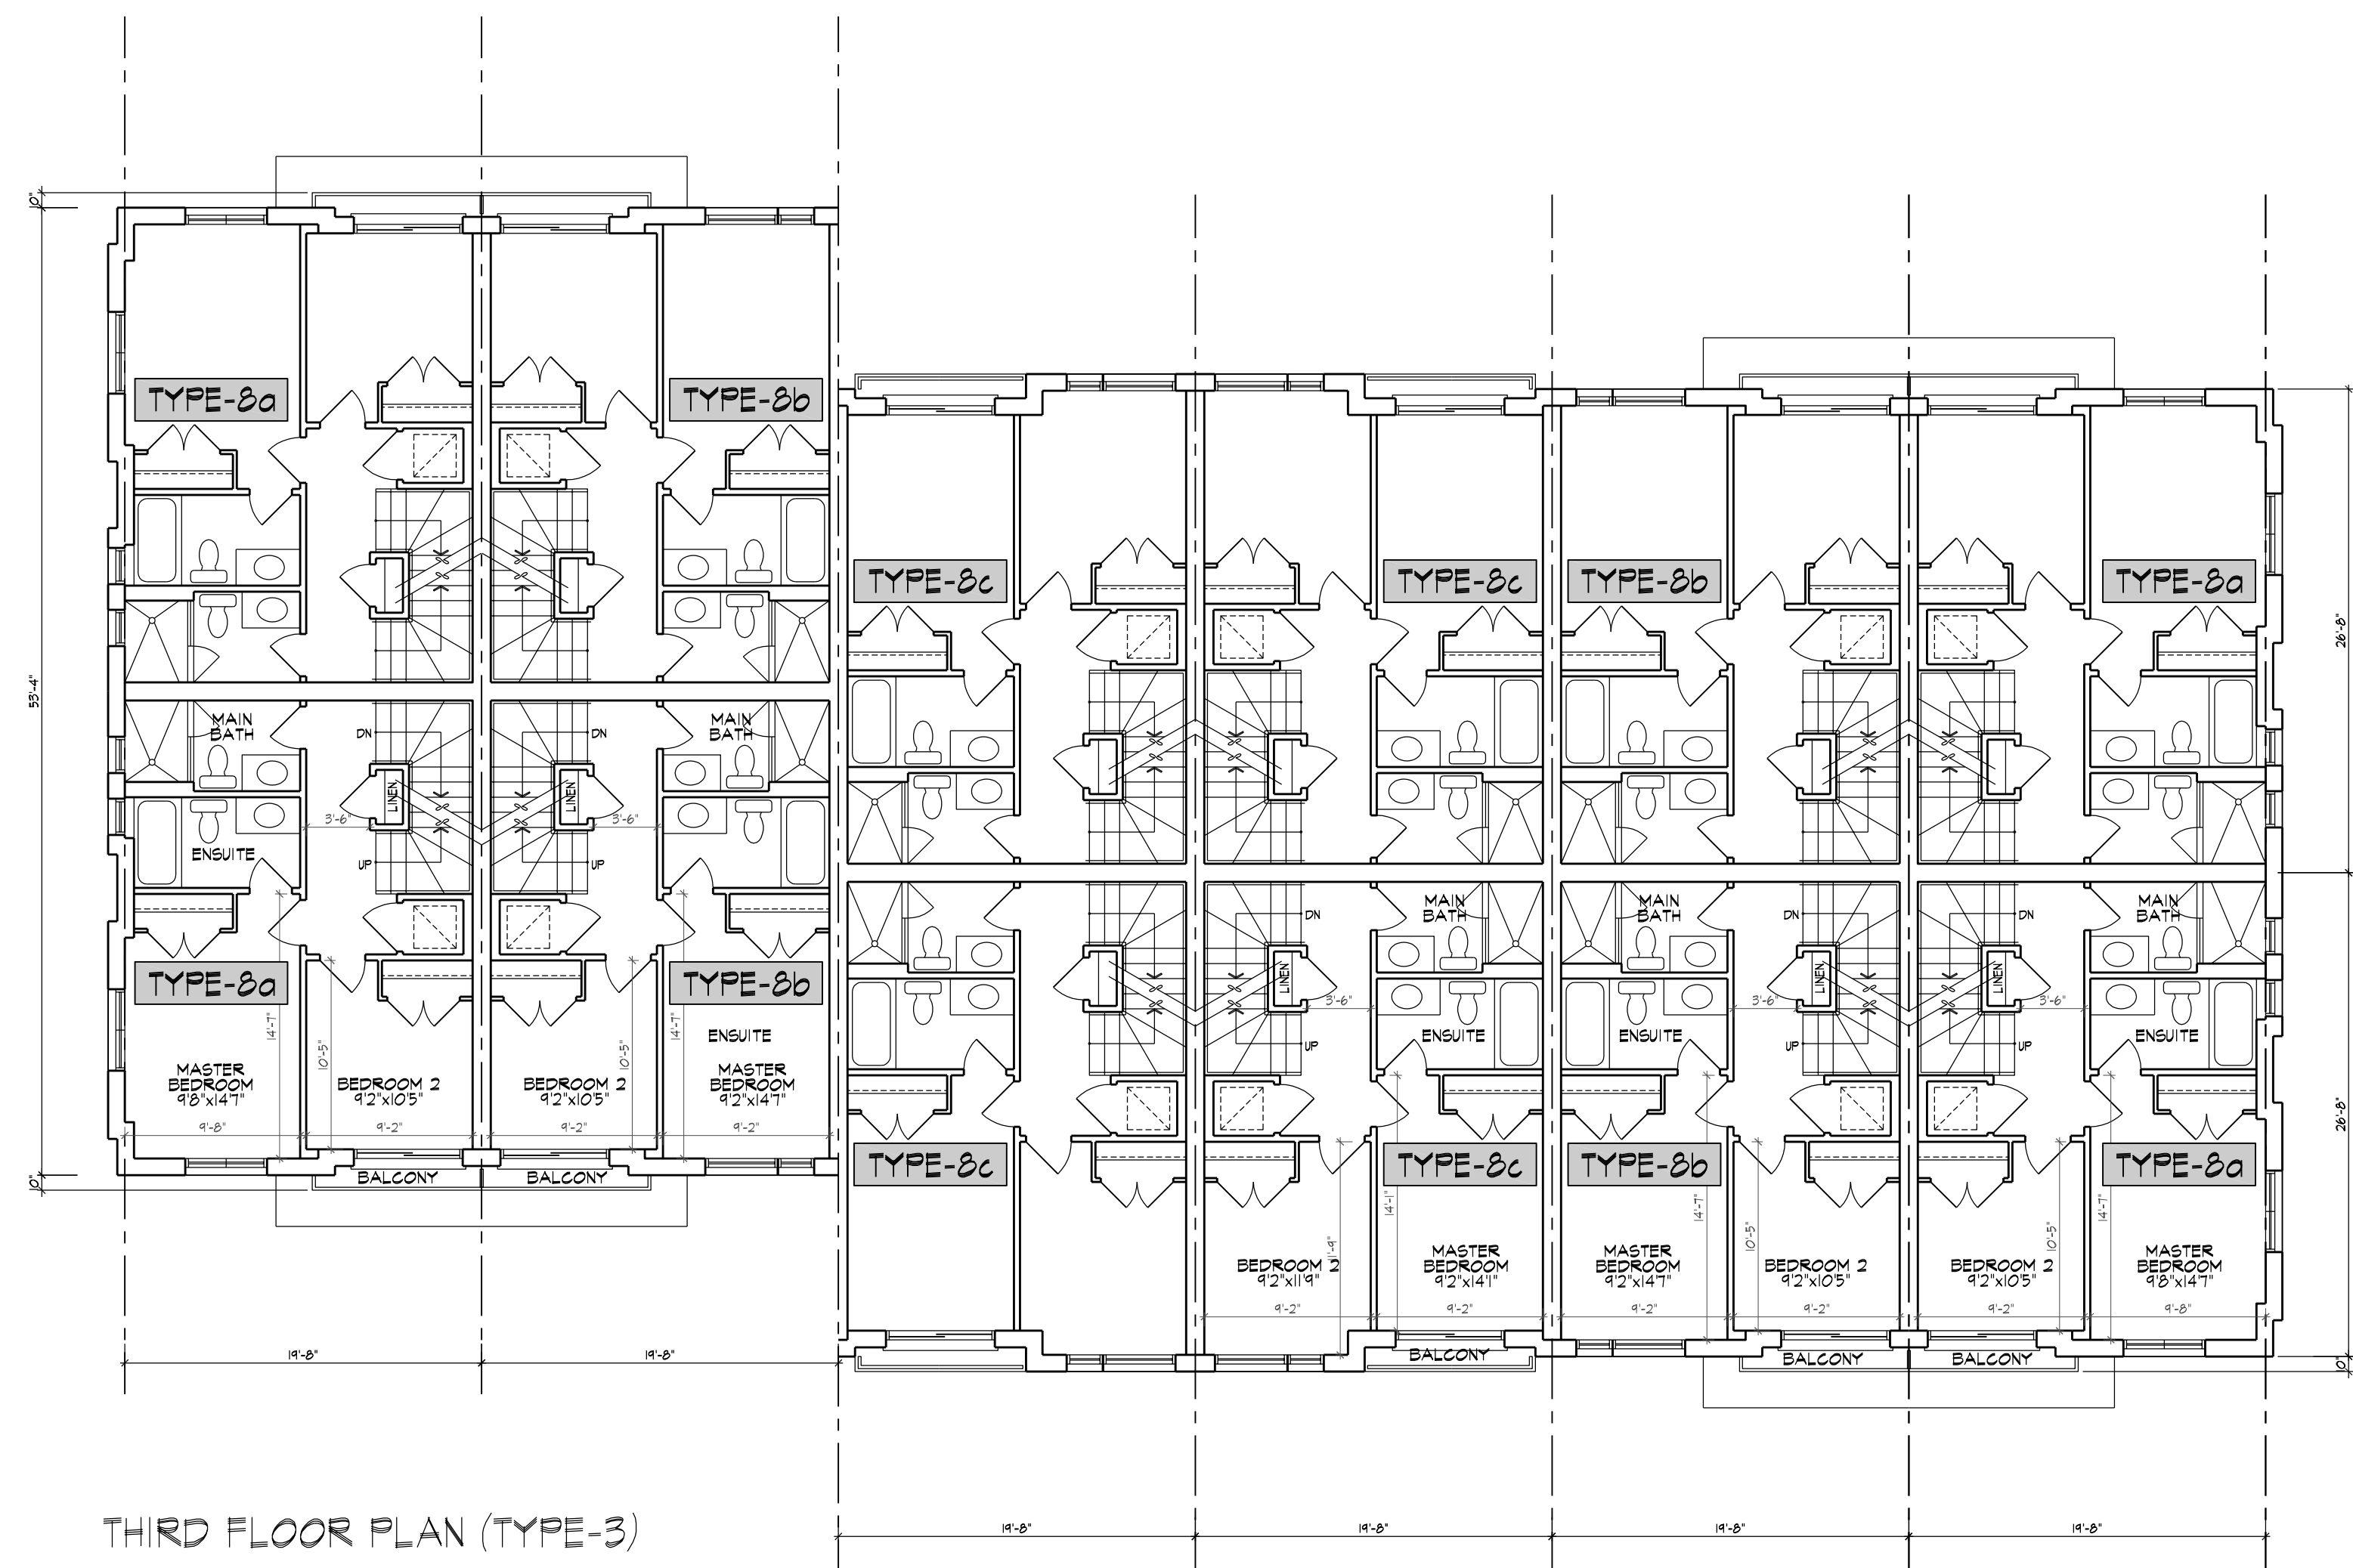 10"
TYPE-8a
TYPE-8b
TYPE-8c
TYPE-8c
TYPE-8b
TYPE-8a
26'-8"
53'-4"
MAIN
BATH
DN
DN
MAIN
BATH
LINEN
LINEN
3'-6"
3'-6"
ENSUITE
UP
UP
MAIN
BATH
MAIN
BATH
MAIN
BATH
DN
DN
DN
TYPE-8a
TYPE-8b
LINEN
LINEN
LINEN
3'-6"
3'-6"
3'-6"
14'-7"
10'-5"
10'-5"
14'-7"
ENSUITE
UP
ENSUITE
ENSUITE
UP
UP
ENSUITE
MASTER
BEDROOM
9'8"x14'7"
BEDROOM 2
9'2"x10'5"
BEDROOM 2
9'2"x10'5"
MASTER
BEDROOM
9'2"x14'7"
26'-8"
9'-8"
9'-2"
9'-2"
9'-2"
TYPE-8c
TYPE-8c
TYPE-8b
TYPE-8a
BALCONY
BALCONY
10"
14'-1"
14'-7"
14'-7"
11'-9"
10'-5"
10'-5"
BEDROOM 2
9'2"x11'9"
MASTER
BEDROOM
9'2"x14'1"
MASTER
BEDROOM
9'2"x14'7"
BEDROOM 2
9'2"x10'5"
BEDROOM 2
9'2"x10'5"
MASTER
BEDROOM
9'8"x14'7"
9'-2"
9'-2"
9'-2"
9'-2"
9'-2"
9'-8"
19'-8"
19'-8"
BALCONY
BALCONY
BALCONY
10"
THIRD FLOOR PLAN (TYPE-3)
19'-8"
19'-8"
19'-8"
19'-8"